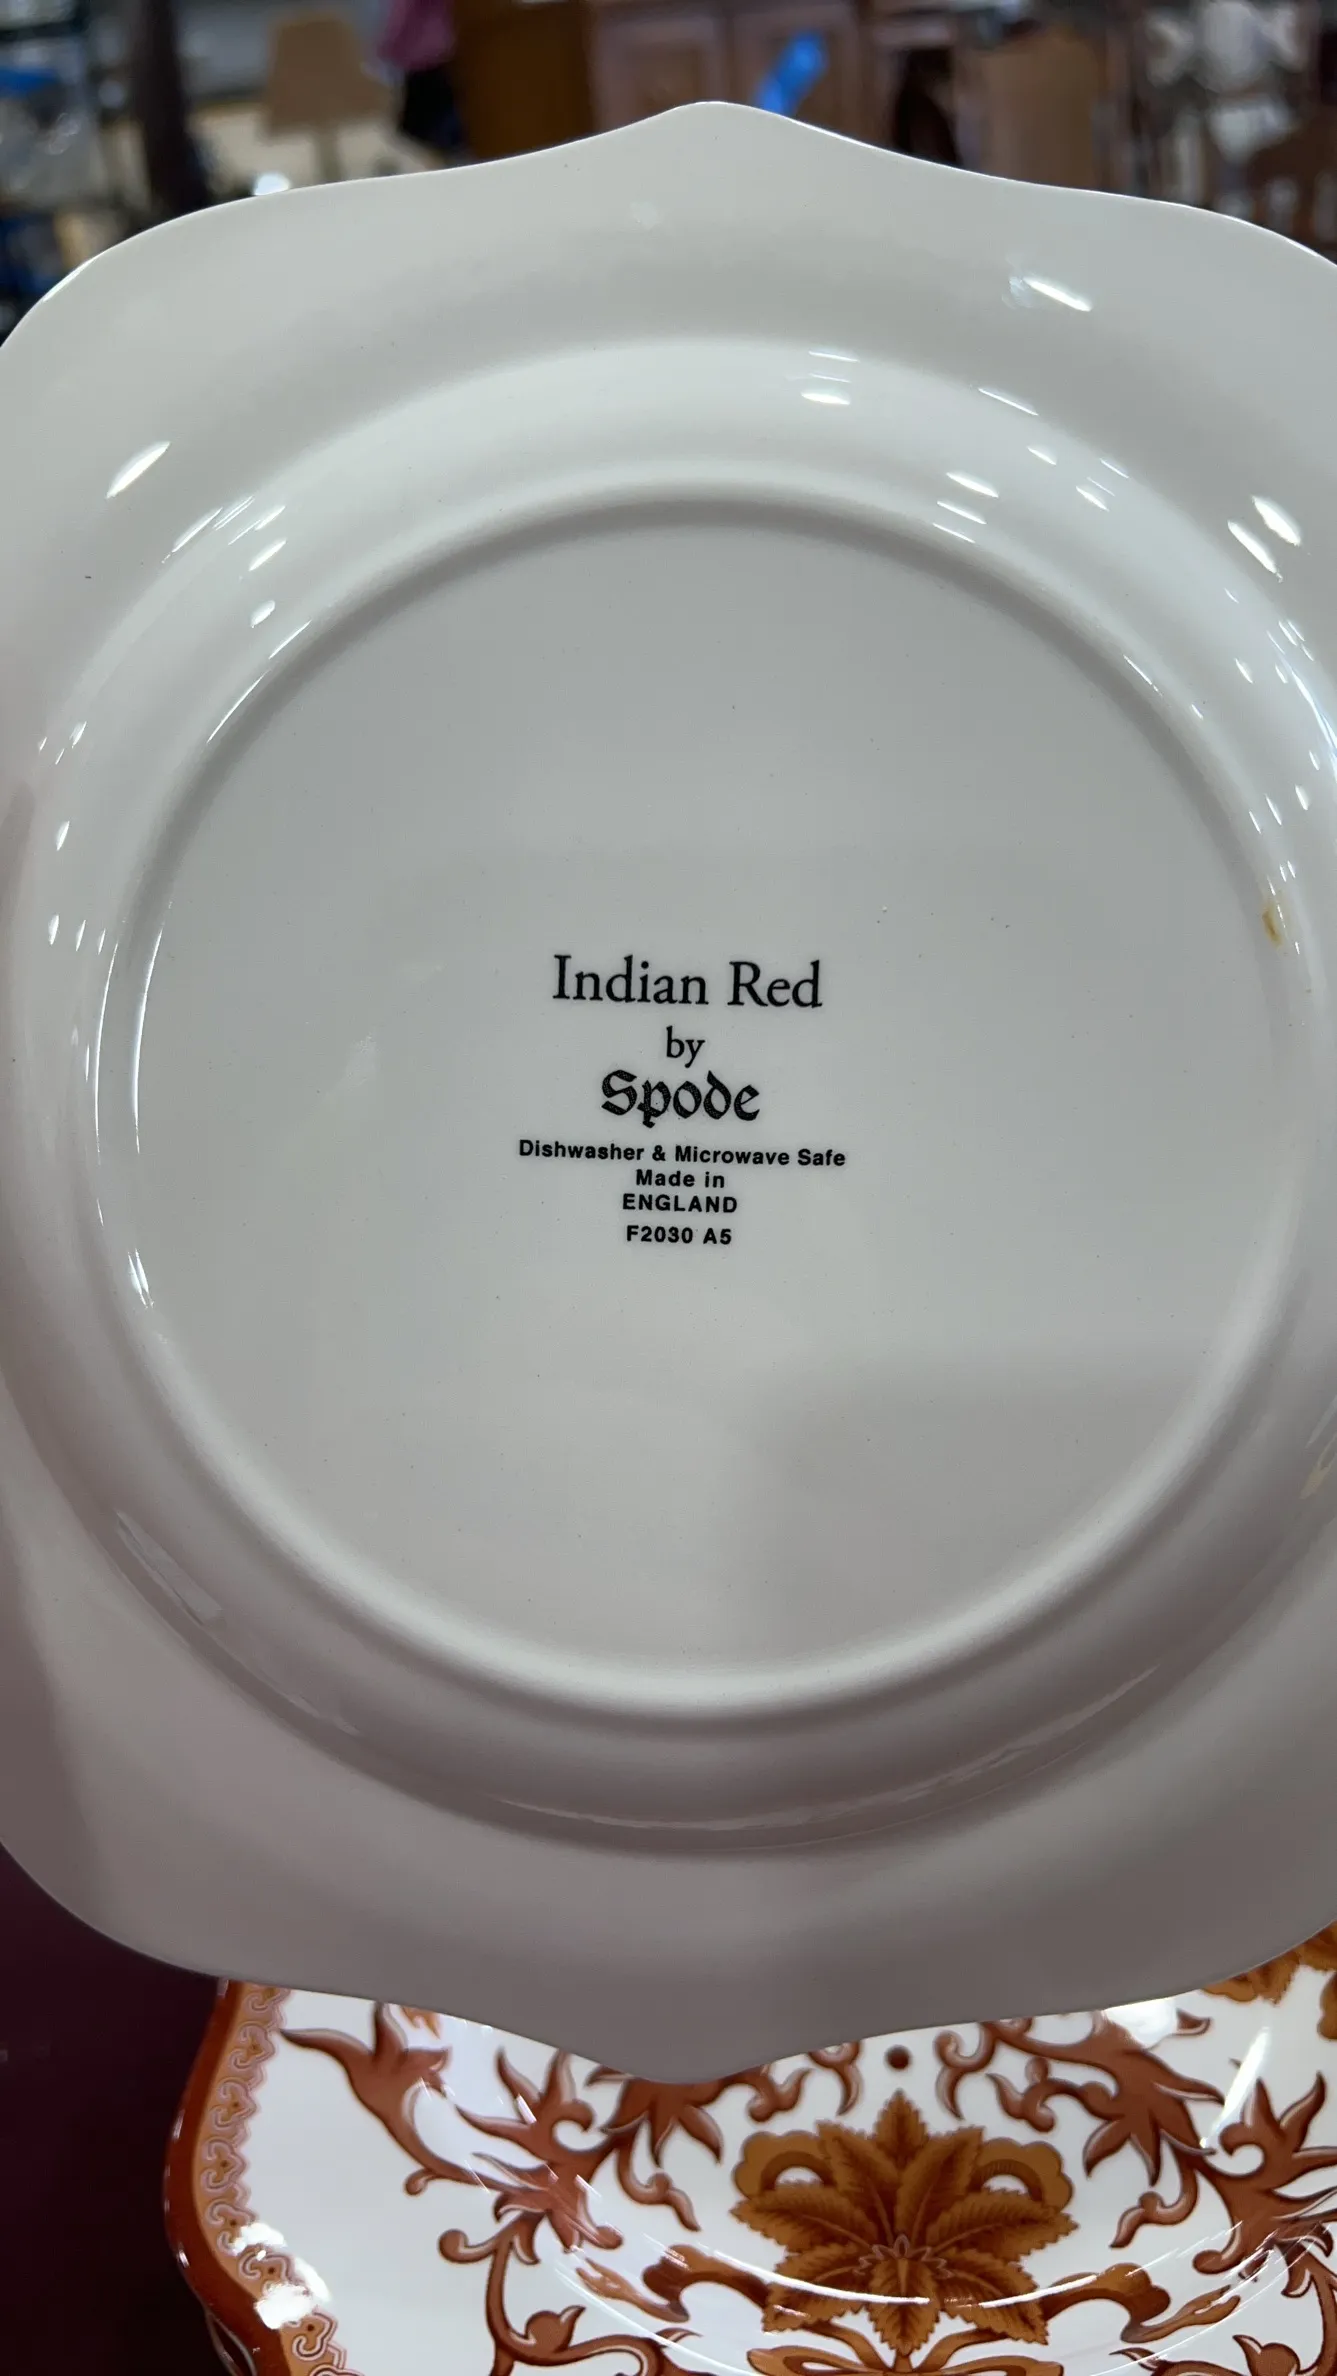 Indian Red
by
Spode
Dishwasher & Microwave Safe
Made in
ENGLAND
F2030 A5